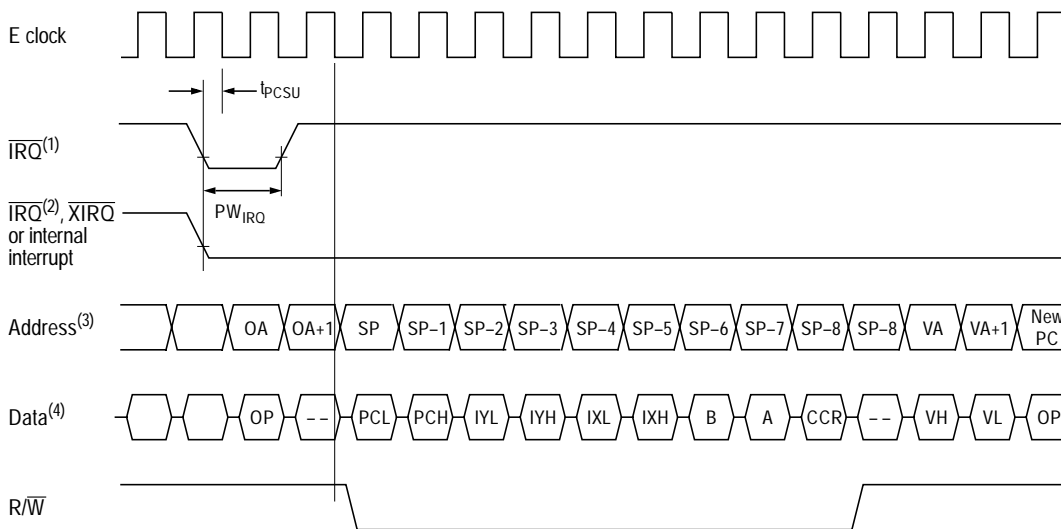 E clock
tPCSU
IRQ(1)
PWIRQ
IRQ(2), XIRQ
or internal
interrupt
Address(3) OA OA+1 SP SP–1 SP–2 SP–3 SP–4 SP–5 SP–6 SP–7 SP–8 SP–8 VA VA+1 New PC
Data(4) OP – – PCL PCH IYL IYH IXL IXH B A CCR – – VH VL OP
R/W